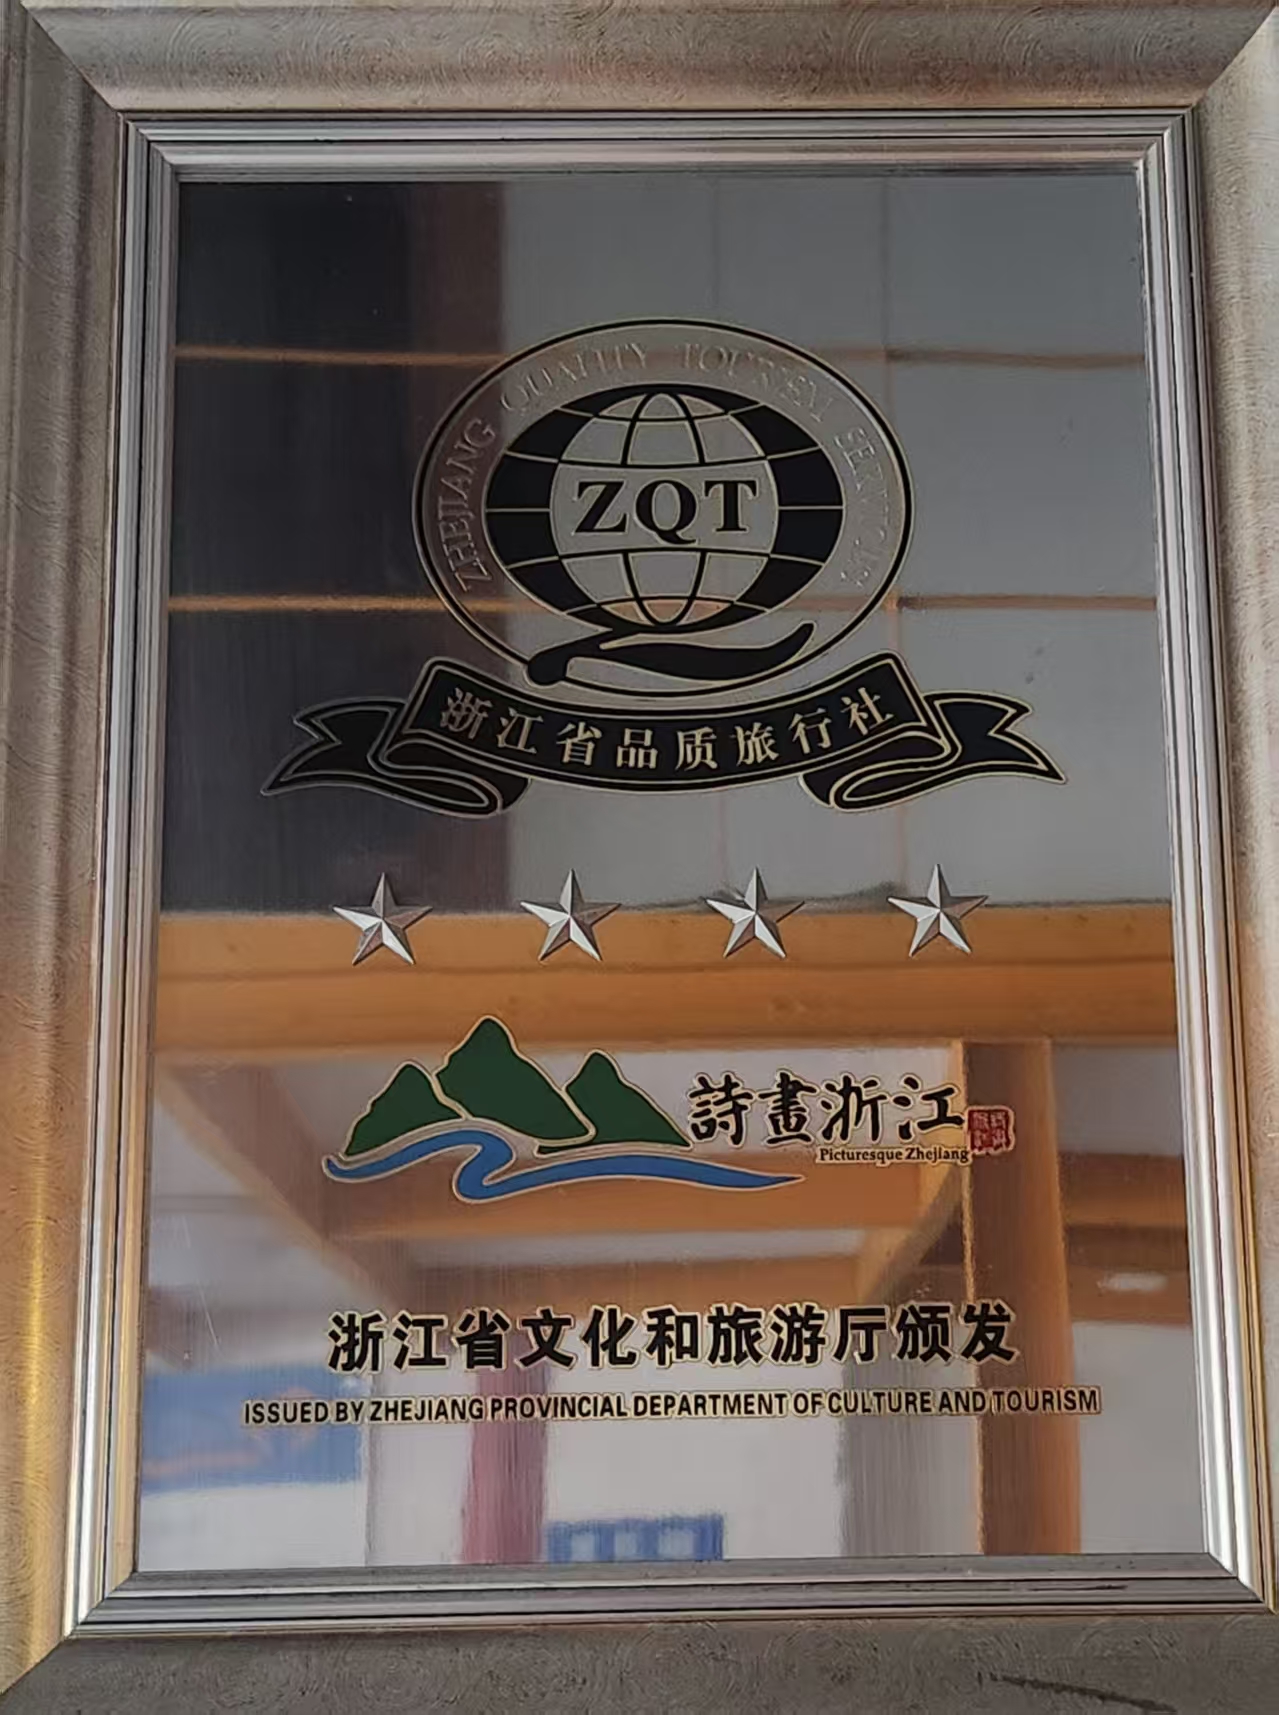 ZHEJIANG QUALITY TOURISM SERVICE
ZQT
浙江省品质旅行社
詩畫浙江
Picturesque Zhejiang
浙江省文化和旅游厅颁发
ISSUED BY ZHEJIANG PROVINCIAL DEPARTMENT OF CULTURE AND TOURISM